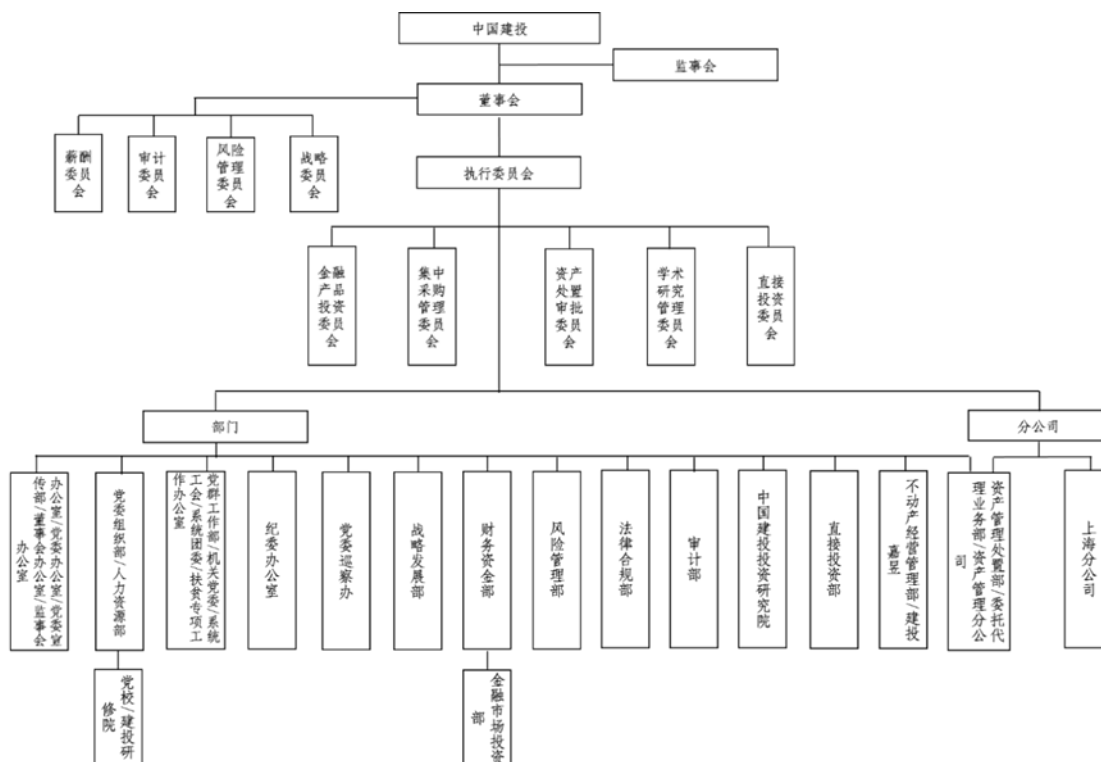 中国建投
监事会
董事会
薪酬
委员
会
审计
委员
会
风险
管理
委员
会
战略
委员
会
执行委员会
金融
产品
投资
委员
会
集中
采购
管理
委员
会
资产
处置
审批
委员
会
学术
研究
管理
委员
会
直接
投资
委员
会
部门
分公司
办公室/党委办公室/党委宣
传部/董事会办公室/监事会
办公室
党委组织部/人力资源部
党群工作部/机关党委/系统
工会/系统团委/扶贫专项工
作办公室
纪委办公室
党委巡察办
战略发展部
财务资金部
风险管理部
法律合规部
审计部
中国建投投资研究院
直接投资部
不动产经营管理部/建投
嘉昱
资产管理处置部/委托代
理业务部/资产管理分公
司
上海分公司
党校/建投研
修院
金融市场投资
部